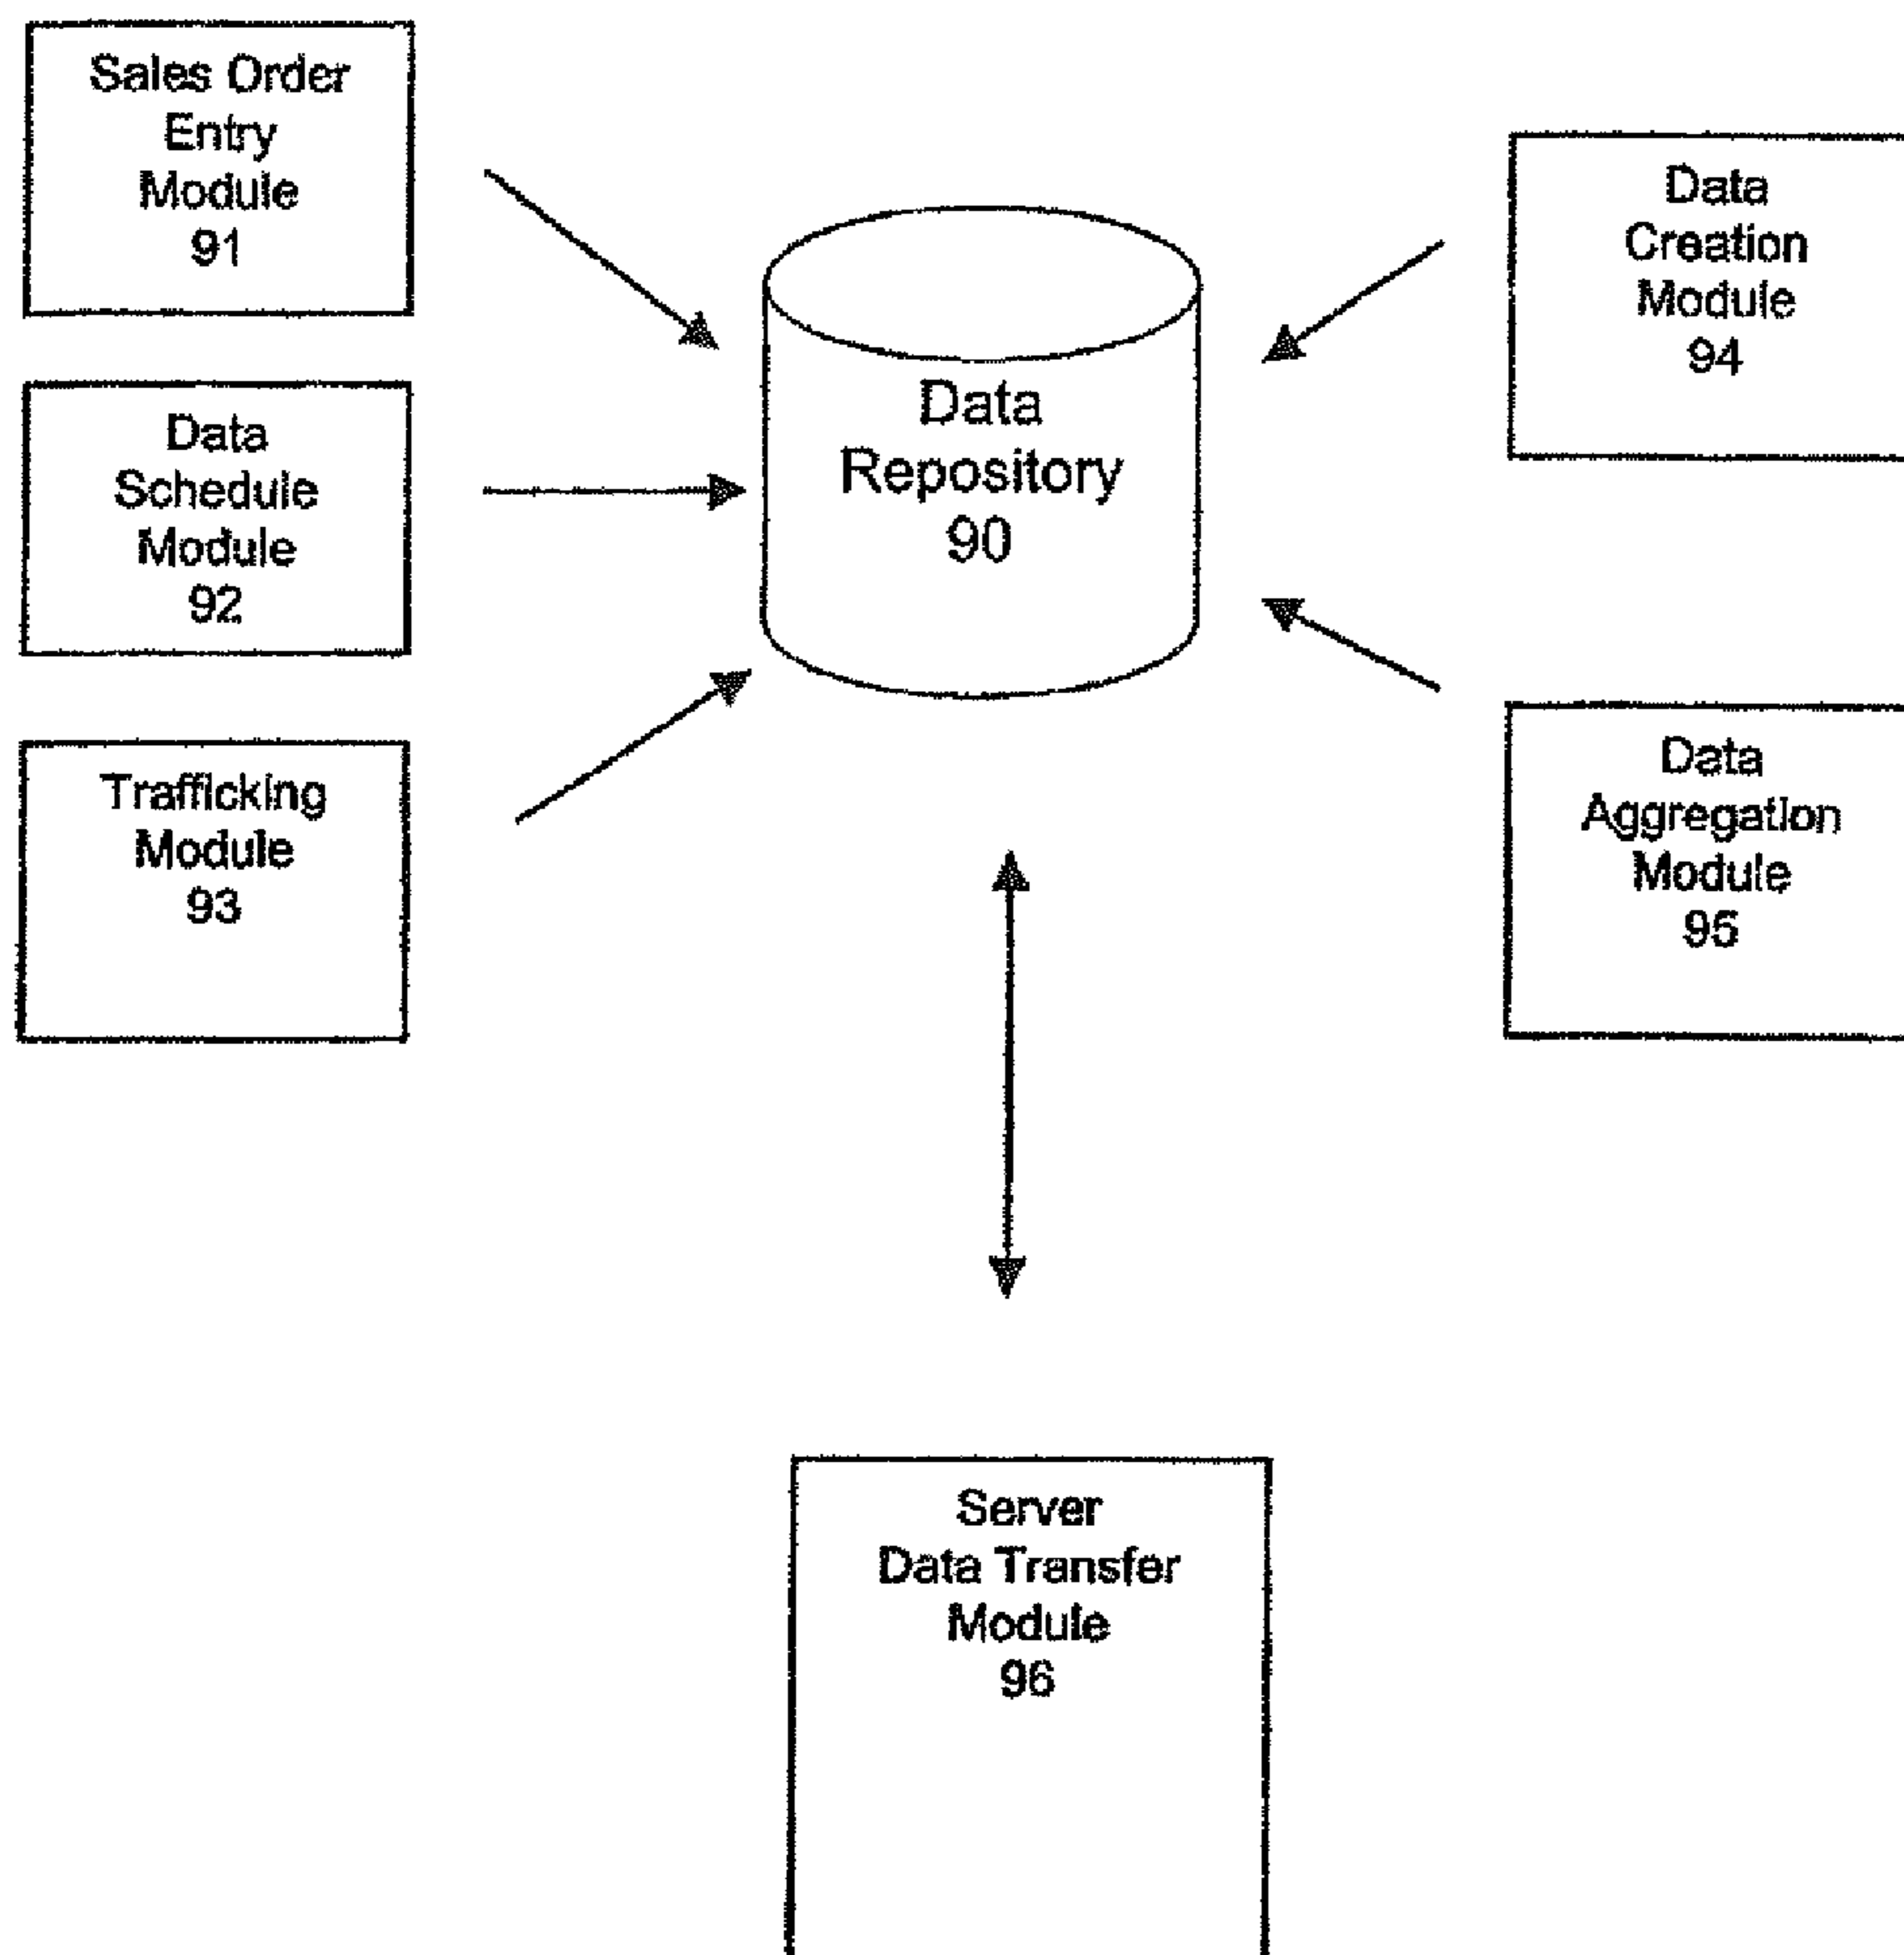 Sales Order
Entry
Module
91
Data
Schedule
Module
92
Trafficking
Module
93
Data
Repository
90
Data
Creation
Module
94
Data
Aggregation
Module
95
Server
Data Transfer
Module
96